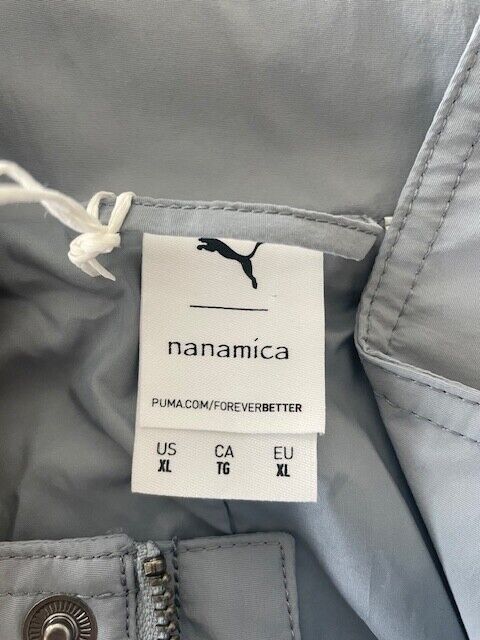 nanamica
PUMA.COM/FOREVERBETTER
US CA EU
XL TG XL